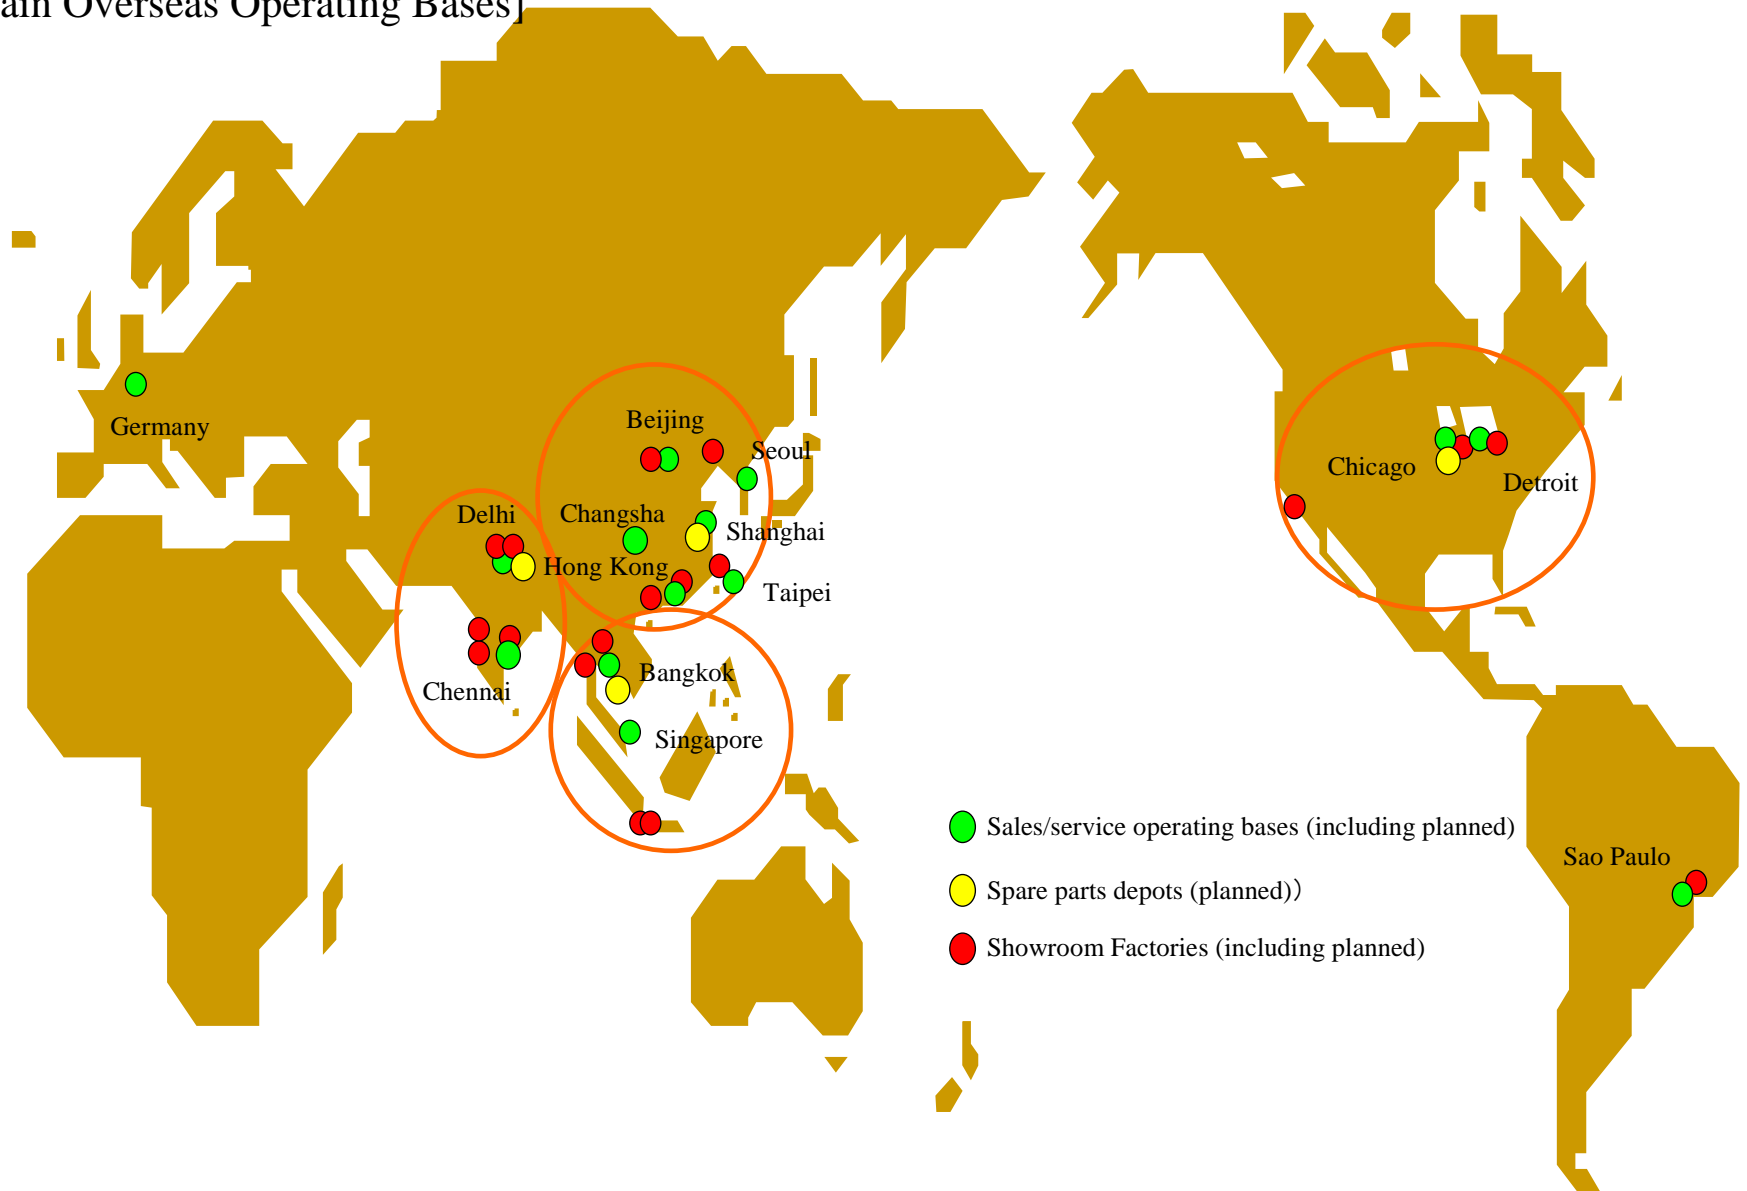 ain Overseas Operating Bases]
Germany
Beijing
Seoul
Delhi
Changsha
Shanghai
Hong Kong
Taipei
Chennai
Bangkok
Singapore
Chicago
Detroit
Sao Paulo
Sales/service operating bases (including planned)
Spare parts depots (planned)）
Showroom Factories (including planned)